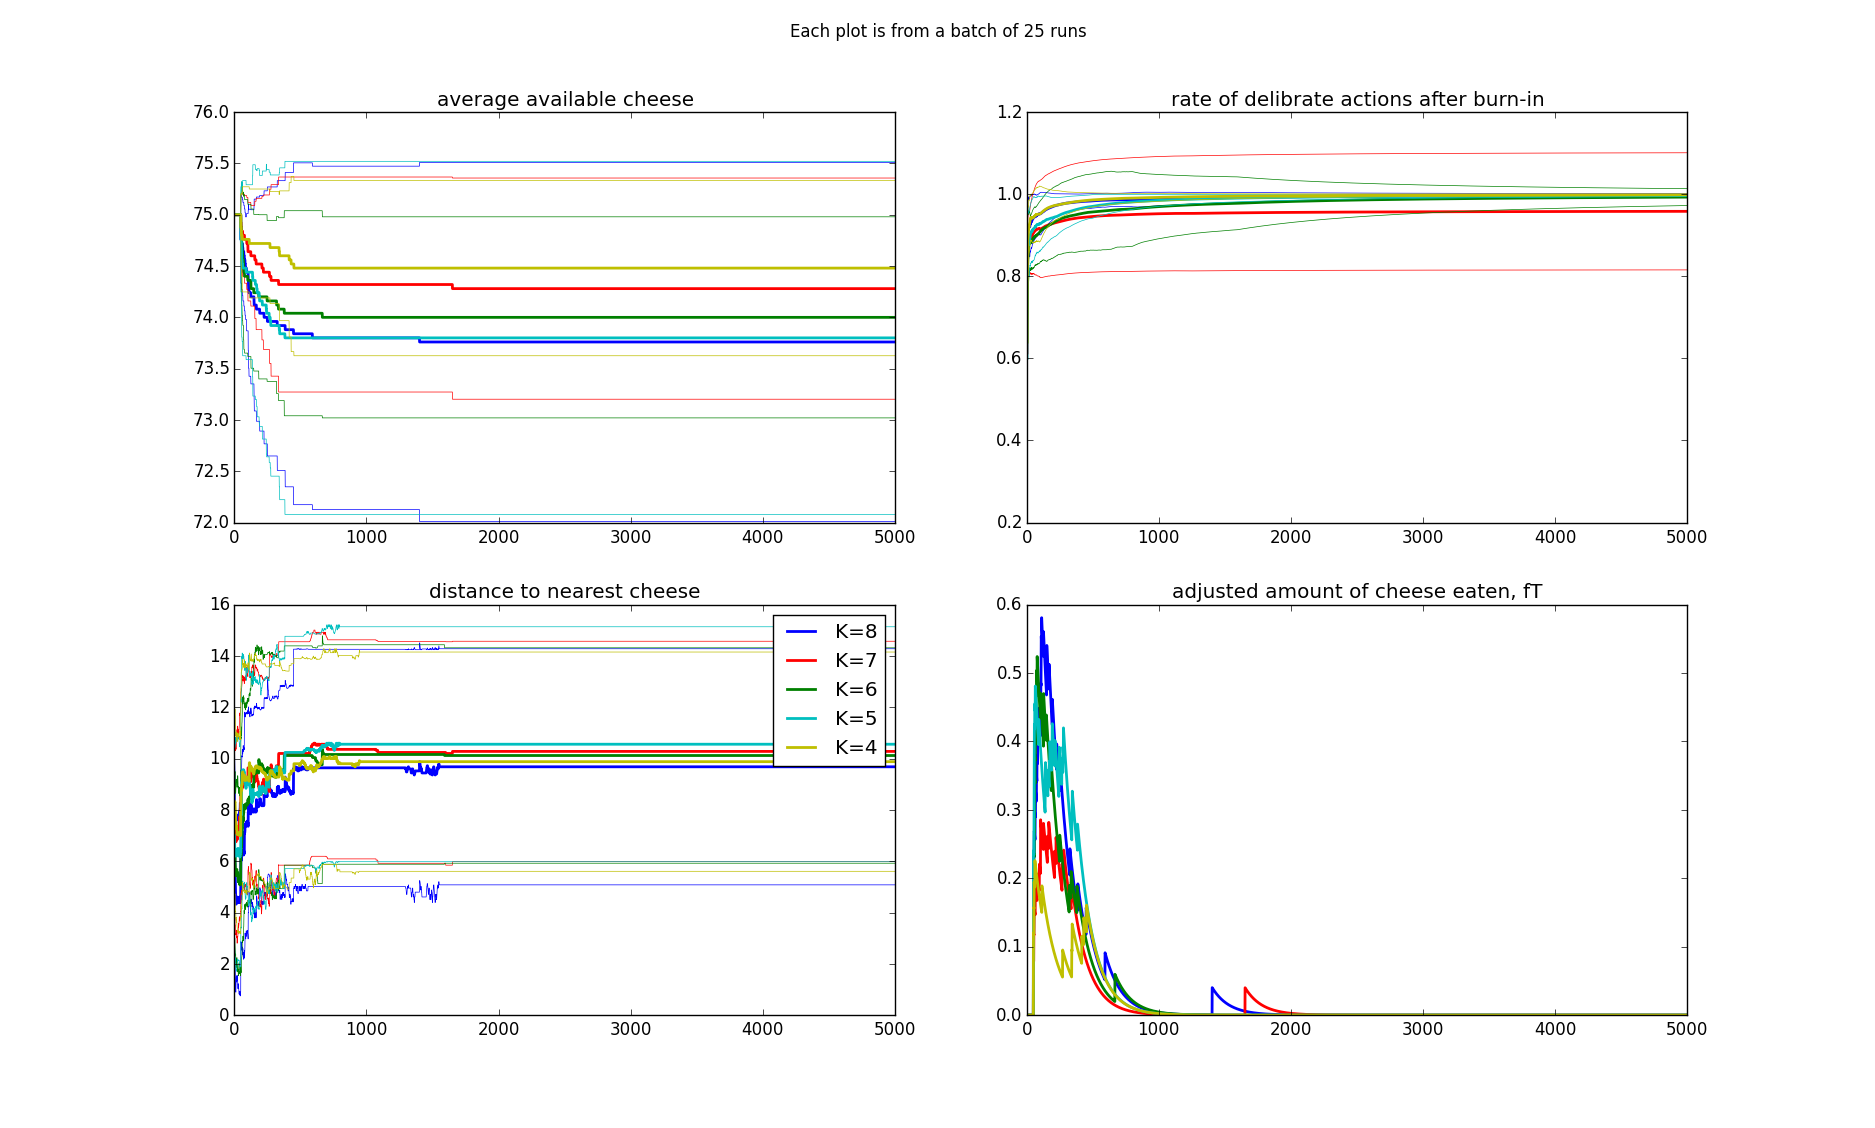 Each plot is from a batch of 25 runs
average available cheese
76.0
75.5
75.0
74.5
74.0
73.5
73.0
72.5
72.0
0 1000 2000 3000 4000 5000
rate of delibrate actions after burn-in
1.2
1.0
0.8
0.6
0.4
0.2
0 1000 2000 3000 4000 5000
distance to nearest cheese
16
14
12
10
8
6
4
2
0
0 1000 2000 3000 4000 5000
K=8
K=7
K=6
K=5
K=4
adjusted amount of cheese eaten, fT
0.6
0.5
0.4
0.3
0.2
0.1
0.0
0 1000 2000 3000 4000 5000